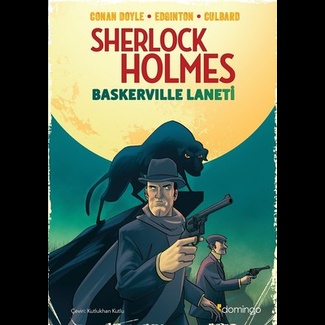 CONAN DOYLE • EDGINTON • CULBARD
SHERLOCK
HOLMES
BASKERVILLE LANETİ
Çeviri: Kutlukhan Kutlu
domingo